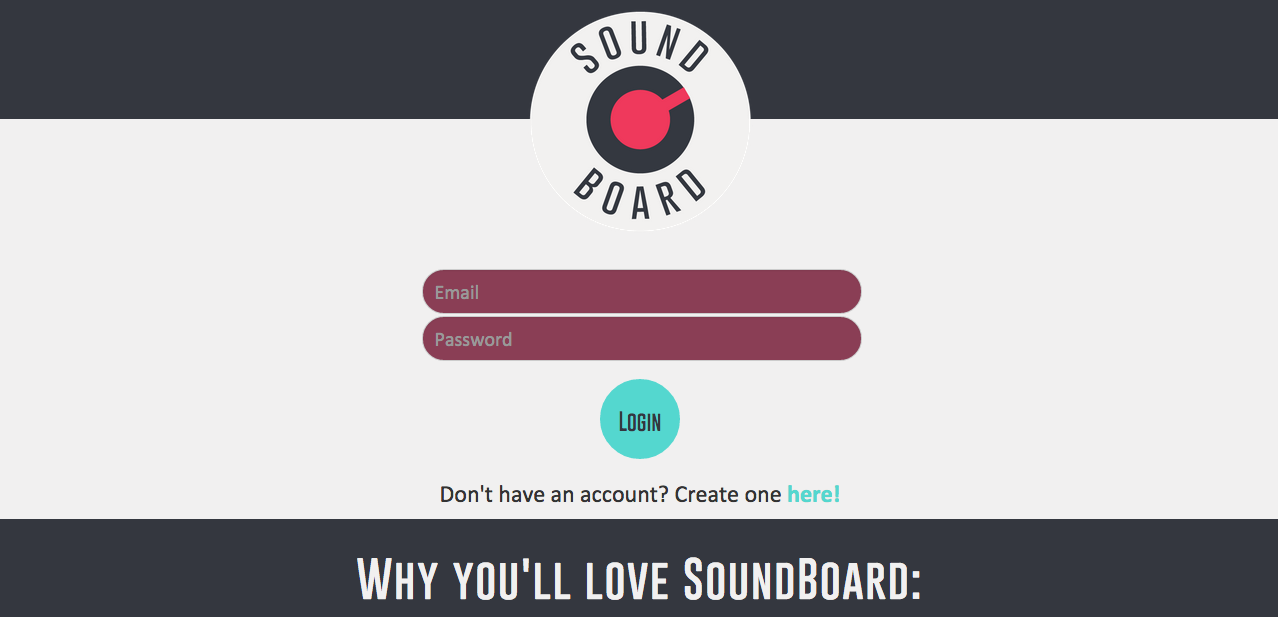 SOUND
BOARD
Email
Password
Login
Don't have an account? Create one here!
Why you'll love SoundBoard: